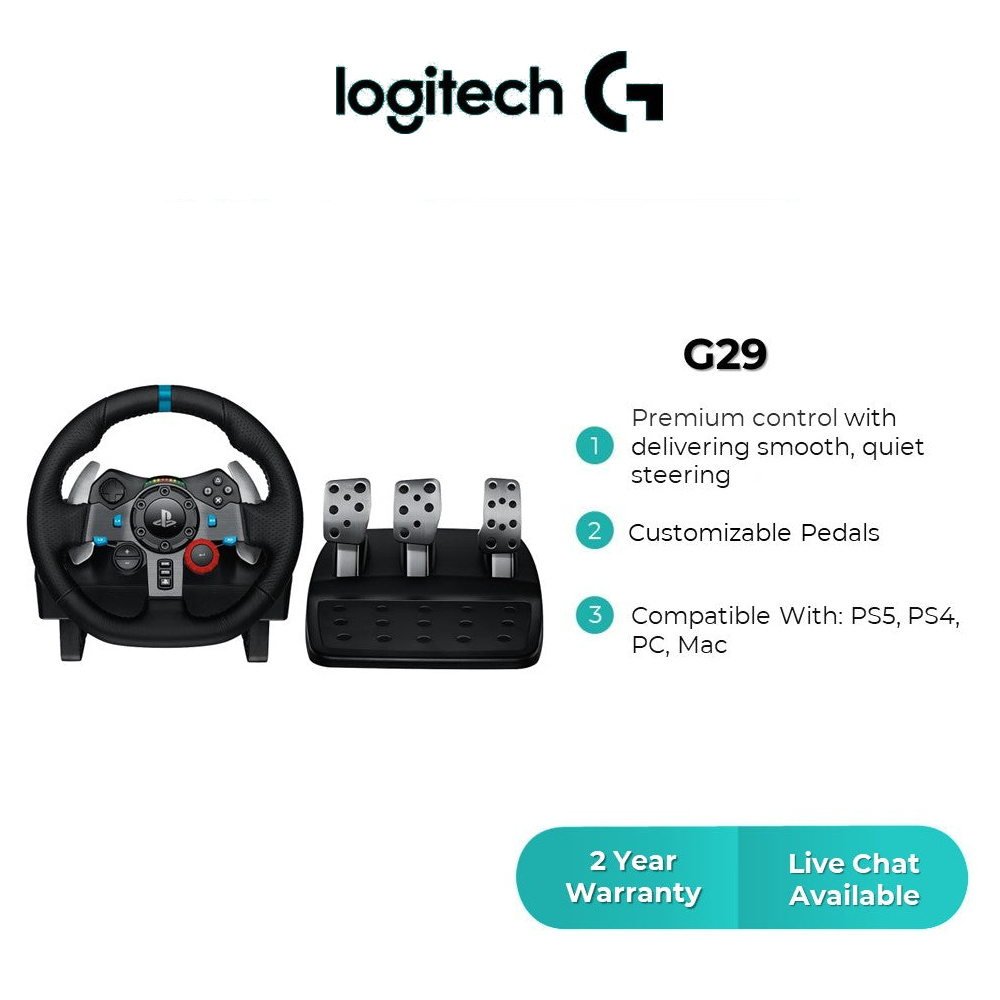 logitech G
G29
1
Premium control with
delivering smooth, quiet
steering
2
Customizable Pedals
3
Compatible With: PS5, PS4,
PC, Mac
2 Year
Warranty
Live Chat
Available